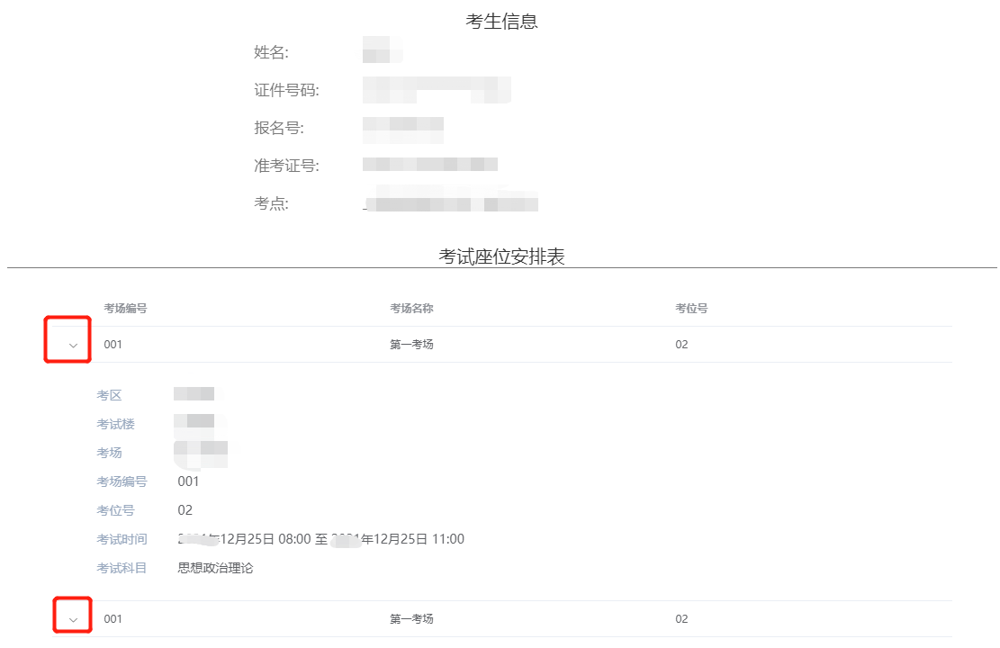 考生信息
姓名:
证件号码:
报名号:
准考证号:
考点:
考试座位安排表
考场编号 考场名称 考位号
001 第一考场 02
考区
考试楼
考场
考场编号 001
考位号 02
考试时间 年12月25日 08:00 至 年12月25日 11:00
考试科目 思想政治理论
001 第一考场 02